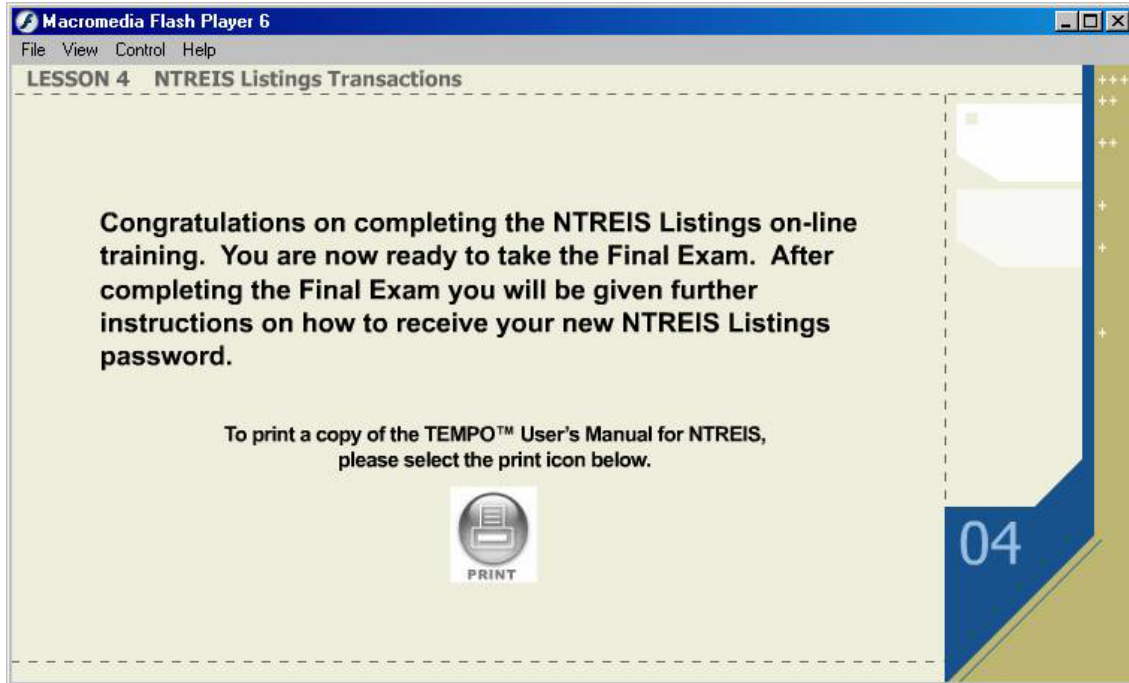 Macromedia Flash Player 6
File View Control Help
LESSON 4 NTREIS Listings Transactions
Congratulations on completing the NTREIS Listings on-line
training. You are now ready to take the Final Exam. After
completing the Final Exam you will be given further
instructions on how to receive your new NTREIS Listings
password.
To print a copy of the TEMPO™ User's Manual for NTREIS,
please select the print icon below.
PRINT
04